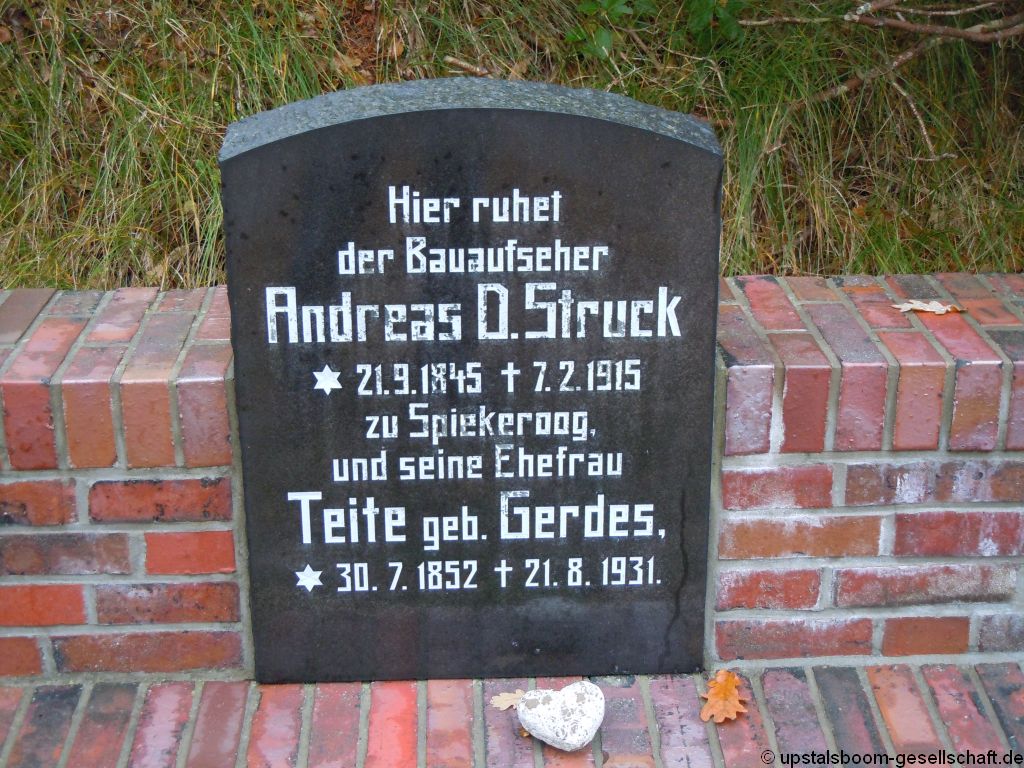 Hier ruhet
der Bauaufseher
Andreas D. Struck
21.9.1845 † 7.2.1915
zu Spiekeroog,
und seine Ehefrau
Teite geb. Gerdes,
30. 7. 1852 † 21. 8. 1931.
© upstalsboom-gesellschaft.de